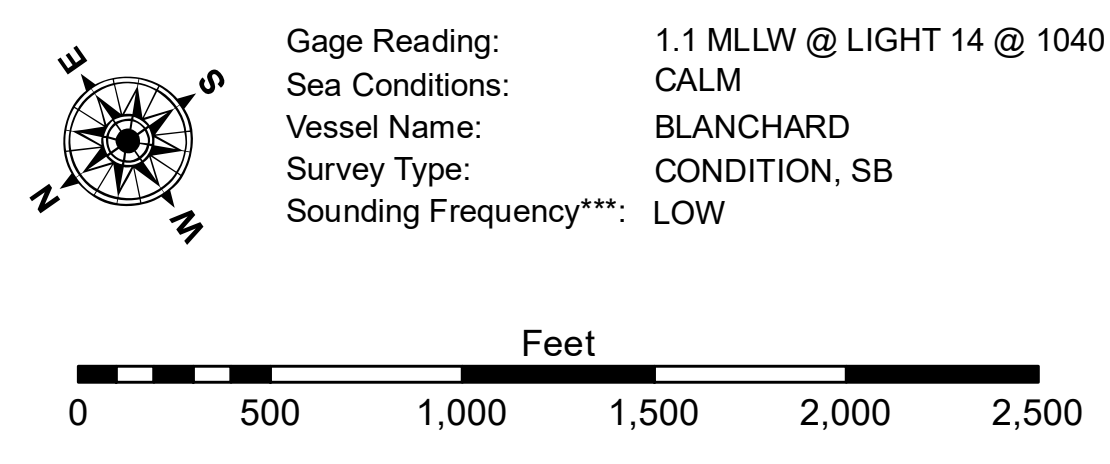 E
S
N
W
Gage Reading: 1.1 MLLW @ LIGHT 14 @ 1040
Sea Conditions: CALM
Vessel Name: BLANCHARD
Survey Type: CONDITION, SB
Sounding Frequency***: LOW
Feet
0 500 1,000 1,500 2,000 2,500